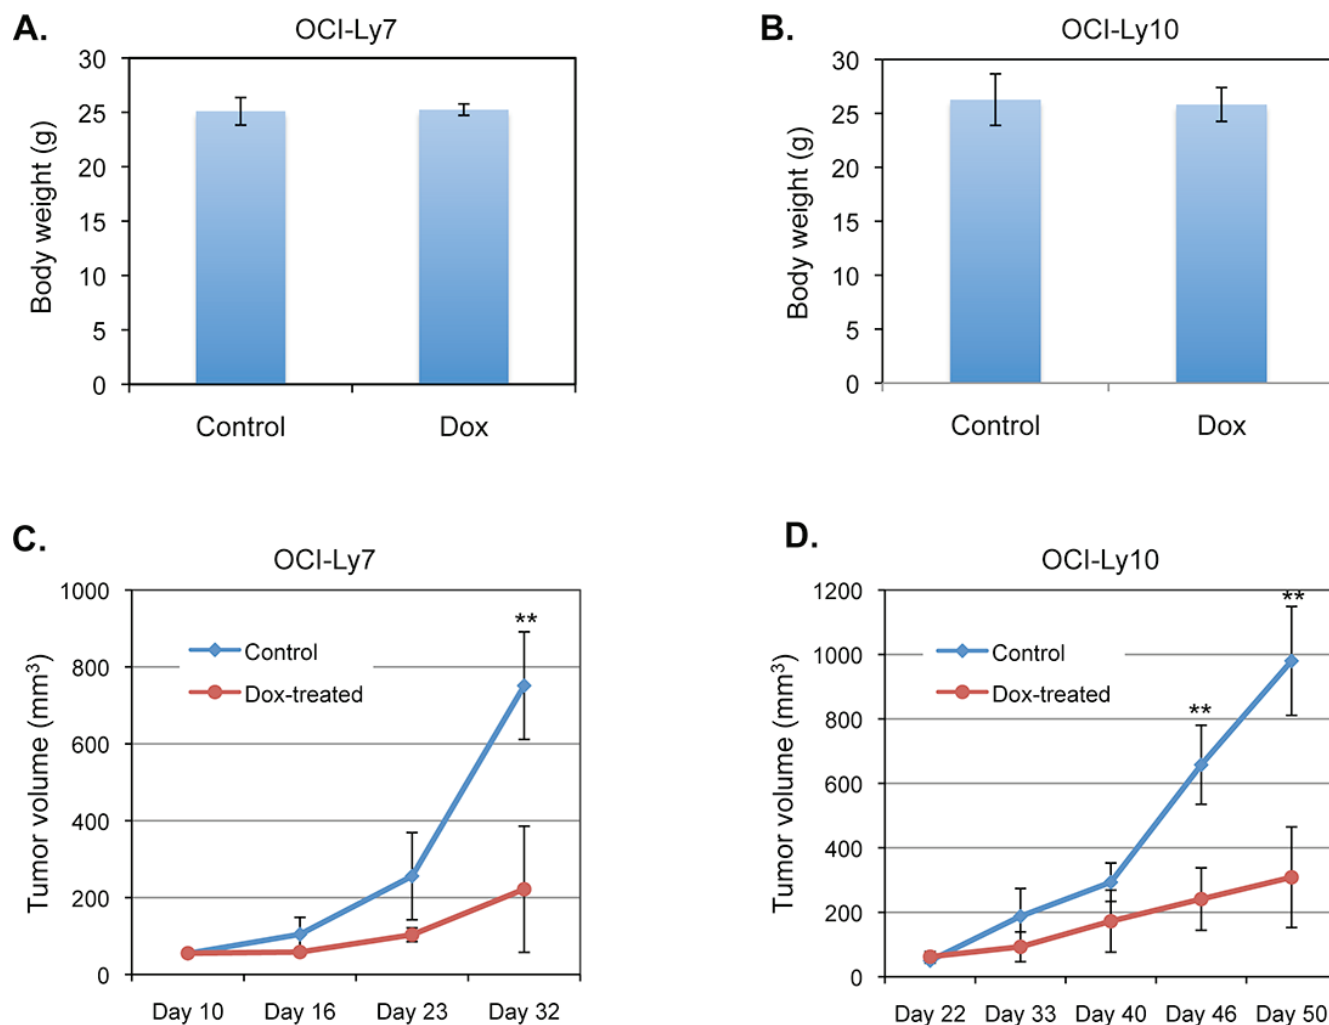 A.
OCI-Ly7
Body weight (g)
30
25
20
15
10
5
0
Control
Dox
B.
OCI-Ly10
Body weight (g)
30
25
20
15
10
5
0
Control
Dox
C.
OCI-Ly7
Tumor volume (mm³)
1000
800
600
400
200
0
Control
Dox-treated
**
Day 10 Day 16 Day 23 Day 32
D.
OCI-Ly10
Tumor volume (mm³)
1200
1000
800
600
400
200
0
Control
Dox-treated
**
**
Day 22 Day 33 Day 40 Day 46 Day 50